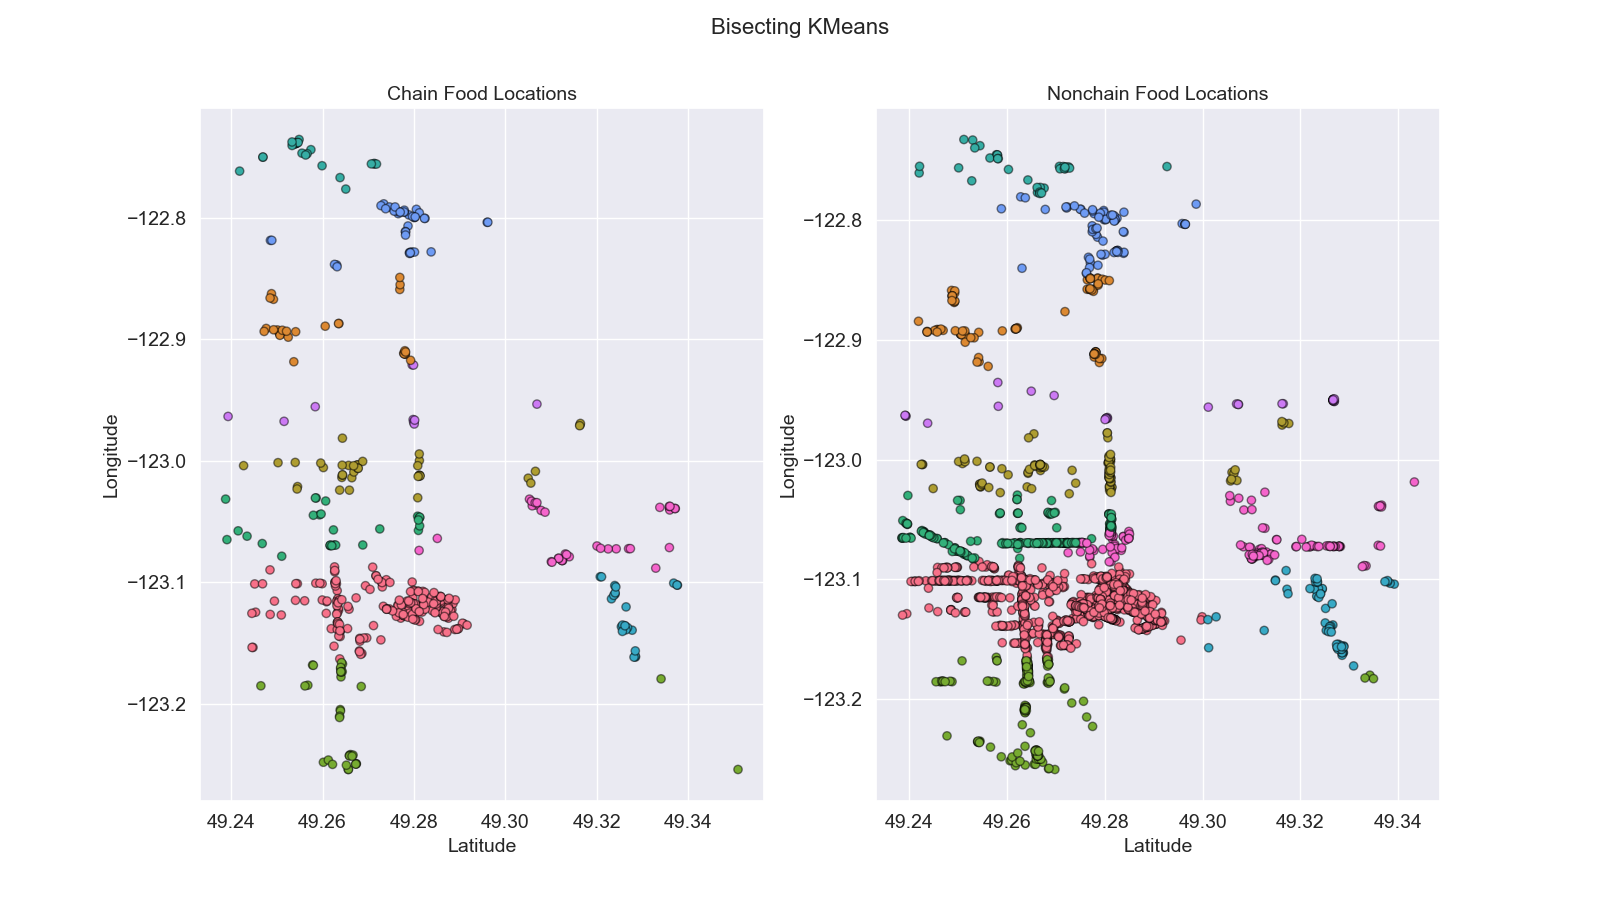 Bisecting KMeans
Chain Food Locations
Longitude
−122.8
−122.9
−123.0
−123.1
−123.2
49.24 49.26 49.28 49.30 49.32 49.34
Latitude
Nonchain Food Locations
Longitude
−122.8
−122.9
−123.0
−123.1
−123.2
49.24 49.26 49.28 49.30 49.32 49.34
Latitude